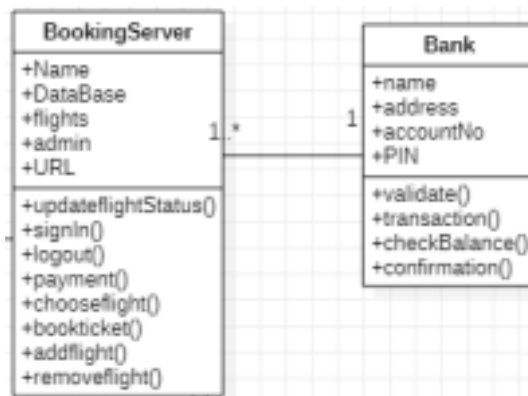 BookingServer
+Name
+DataBase
+flights
+admin
+URL
+updateflightStatus()
+signIn()
+logout()
+payment()
+chooseflight()
+bookticket()
+addflight()
+removeflight()
1..*
1
Bank
+name
+address
+accountNo
+PIN
+validate()
+transaction()
+checkBalance()
+confirmation()